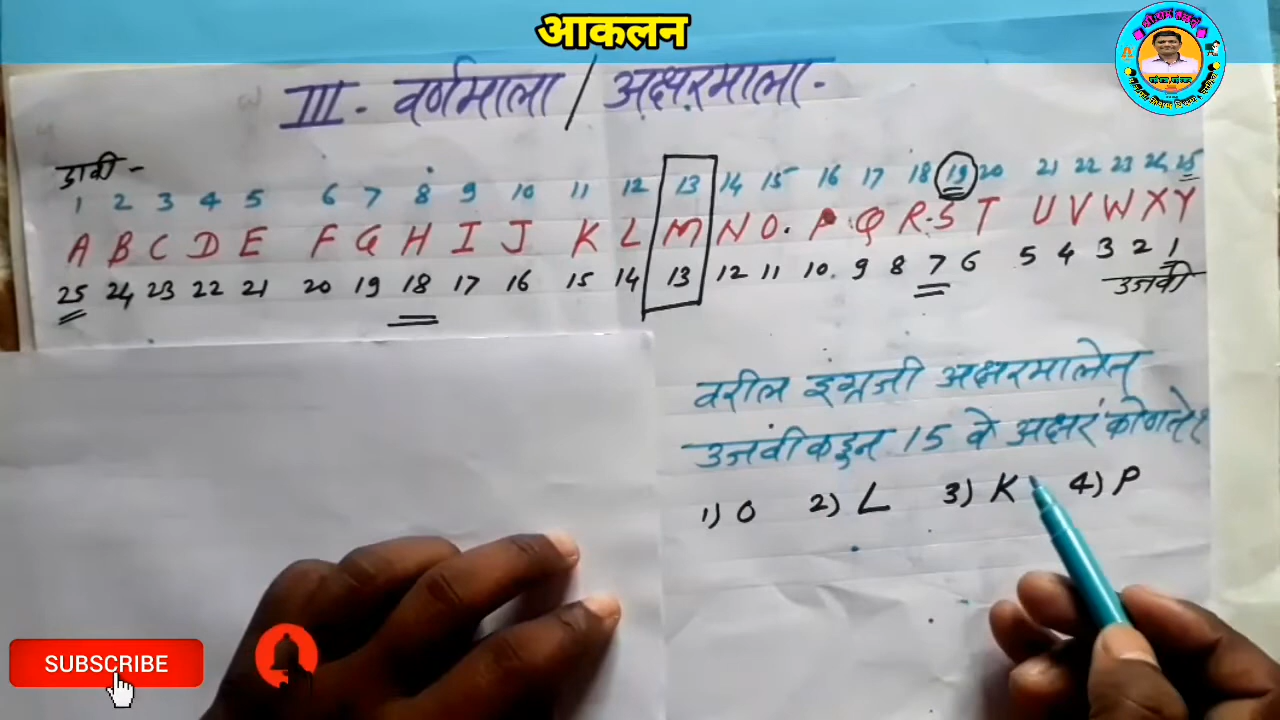 आकलन
III. वर्णमाला / अक्षरमाला.
डावी -
1 2 3 4 5 6 7 8 9 10 11 12 13 14 15 16 17 18 19 20 21 22 23 24 25
A B C D E F G H I J K L M N O. P Q R. S T U V W X Y
25 24 23 22 21 20 19 18 17 16 15 14 13 12 11 10. 9 8 7 6 5 4 3 2 1
उजवी
वरील इंग्रजी अक्षरमालेत
उजवीकडून 15 वे अक्षरं कोणते?
1) O 2) L 3) K 4) P
SUBSCRIBE